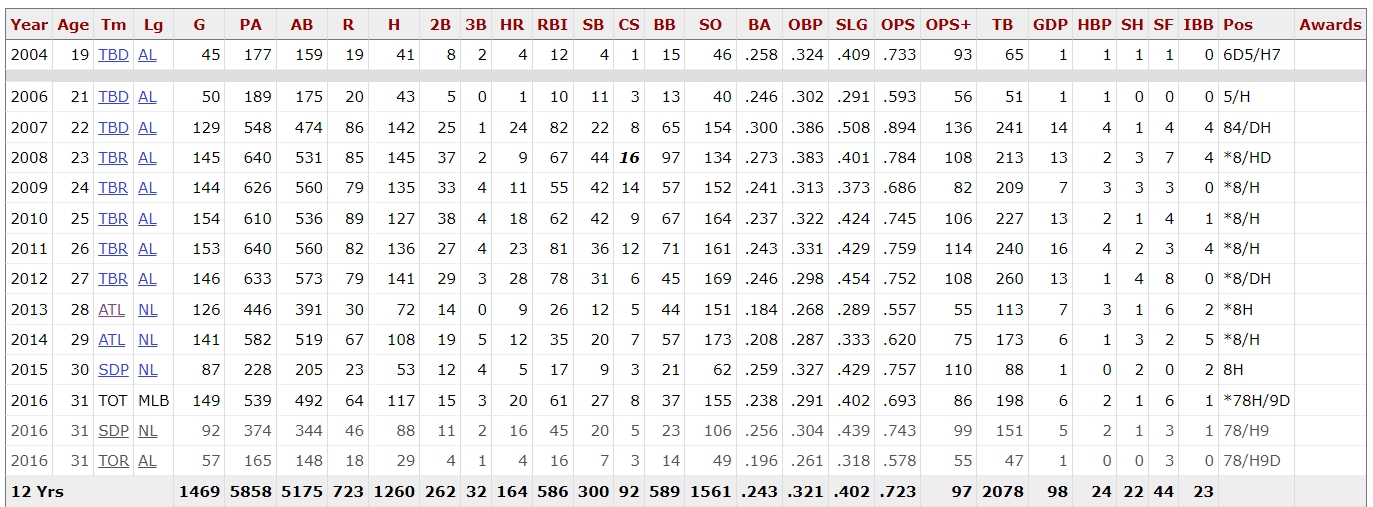 Year Age Tm Lg G PA AB R H 2B 3B HR RBI SB CS BB SO BA OBP SLG OPS OPS+ TB GDP HBP SH SF IBB Pos Awards
2004 19 TBD AL 45 177 159 19 41 8 2 4 12 4 1 15 46 .258 .324 .409 .733 93 65 1 1 1 1 0 6D5/H7
2006 21 TBD AL 50 189 175 20 43 5 0 1 10 11 3 13 40 .246 .302 .291 .593 56 51 1 1 0 0 0 5/H
2007 22 TBD AL 129 548 474 86 142 25 1 24 82 22 8 65 154 .300 .386 .508 .894 136 241 14 4 1 4 4 84/DH
2008 23 TBR AL 145 640 531 85 145 37 2 9 67 44 16 97 134 .273 .383 .401 .784 108 213 13 2 3 7 4 *8/HD
2009 24 TBR AL 144 626 560 79 135 33 4 11 55 42 14 57 152 .241 .313 .373 .686 82 209 7 3 3 3 0 *8/H
2010 25 TBR AL 154 610 536 89 127 38 4 18 62 42 9 67 164 .237 .322 .424 .745 106 227 13 2 1 4 1 *8/H
2011 26 TBR AL 153 640 560 82 136 27 4 23 81 36 12 71 161 .243 .331 .429 .759 114 240 16 4 2 3 4 *8/H
2012 27 TBR AL 146 633 573 79 141 29 3 28 78 31 6 45 169 .246 .298 .454 .752 108 260 13 1 4 8 0 *8/DH
2013 28 ATL NL 126 446 391 30 72 14 0 9 26 12 5 44 151 .184 .268 .289 .557 55 113 7 3 1 6 2 *8H
2014 29 ATL NL 141 582 519 67 108 19 5 12 35 20 7 57 173 .208 .287 .333 .620 75 173 6 1 3 2 5 *8/H
2015 30 SDP NL 87 228 205 23 53 12 4 5 17 9 3 21 62 .259 .327 .429 .757 110 88 1 0 2 0 2 8H
2016 31 TOT MLB 149 539 492 64 117 15 3 20 61 27 8 37 155 .238 .291 .402 .693 86 198 6 2 1 6 1 *78H/9D
2016 31 SDP NL 92 374 344 46 88 11 2 16 45 20 5 23 106 .256 .304 .439 .743 99 151 5 2 1 3 1 78/H9
2016 31 TOR AL 57 165 148 18 29 4 1 4 16 7 3 14 49 .196 .261 .318 .578 55 47 1 0 0 3 0 78/H9D
12 Yrs 1469 5858 5175 723 1260 262 32 164 586 300 92 589 1561 .243 .321 .402 .723 97 2078 98 24 22 44 23